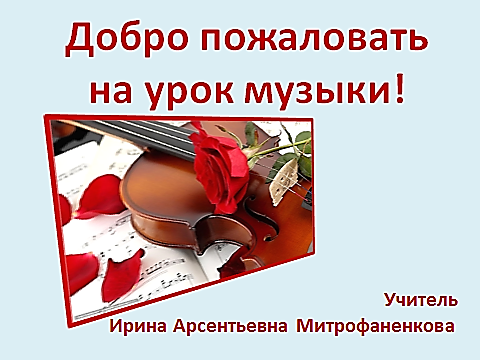 Добро пожаловать
на урок музыки!
Учитель
Ирина Арсентьевна Митрофаненкова